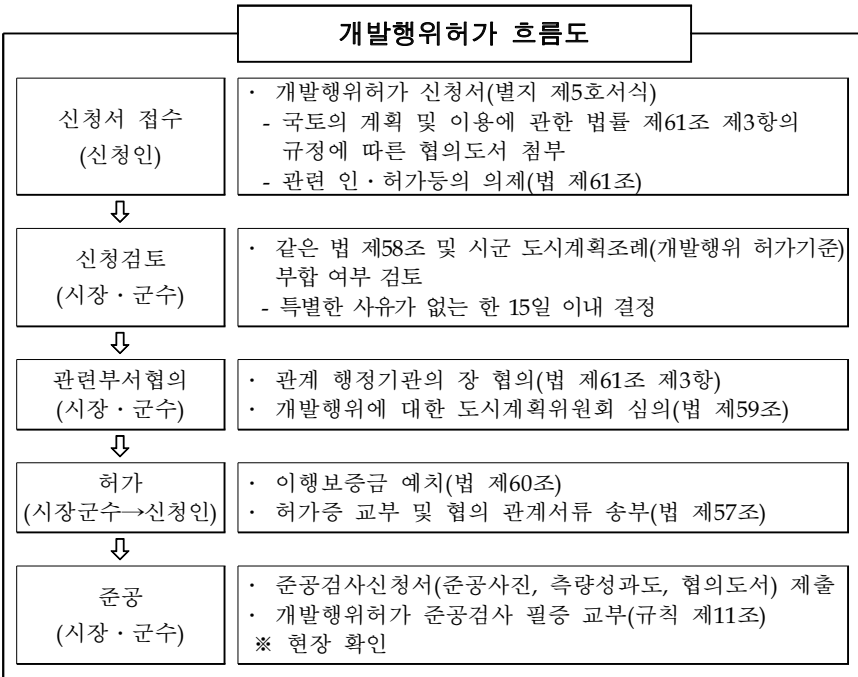 개발행위허가 흐름도
신청서 접수
(신청인)
· 개발행위허가 신청서(별지 제5호서식)
- 국토의 계획 및 이용에 관한 법률 제61조 제3항의
규정에 따른 협의도서 첨부
- 관련 인·허가등의 의제(법 제61조)
⇩
신청검토
(시장·군수)
· 같은 법 제58조 및 시군 도시계획조례(개발행위 허가기준)
부합 여부 검토
- 특별한 사유가 없는 한 15일 이내 결정
⇩
관련부서협의
(시장·군수)
· 관계 행정기관의 장 협의(법 제61조 제3항)
· 개발행위에 대한 도시계획위원회 심의(법 제59조)
⇩
허가
(시장군수→신청인)
· 이행보증금 예치(법 제60조)
· 허가증 교부 및 협의 관계서류 송부(법 제57조)
⇩
준공
(시장·군수)
· 준공검사신청서(준공사진, 측량성과도, 협의도서) 제출
· 개발행위허가 준공검사 필증 교부(규칙 제11조)
※ 현장 확인